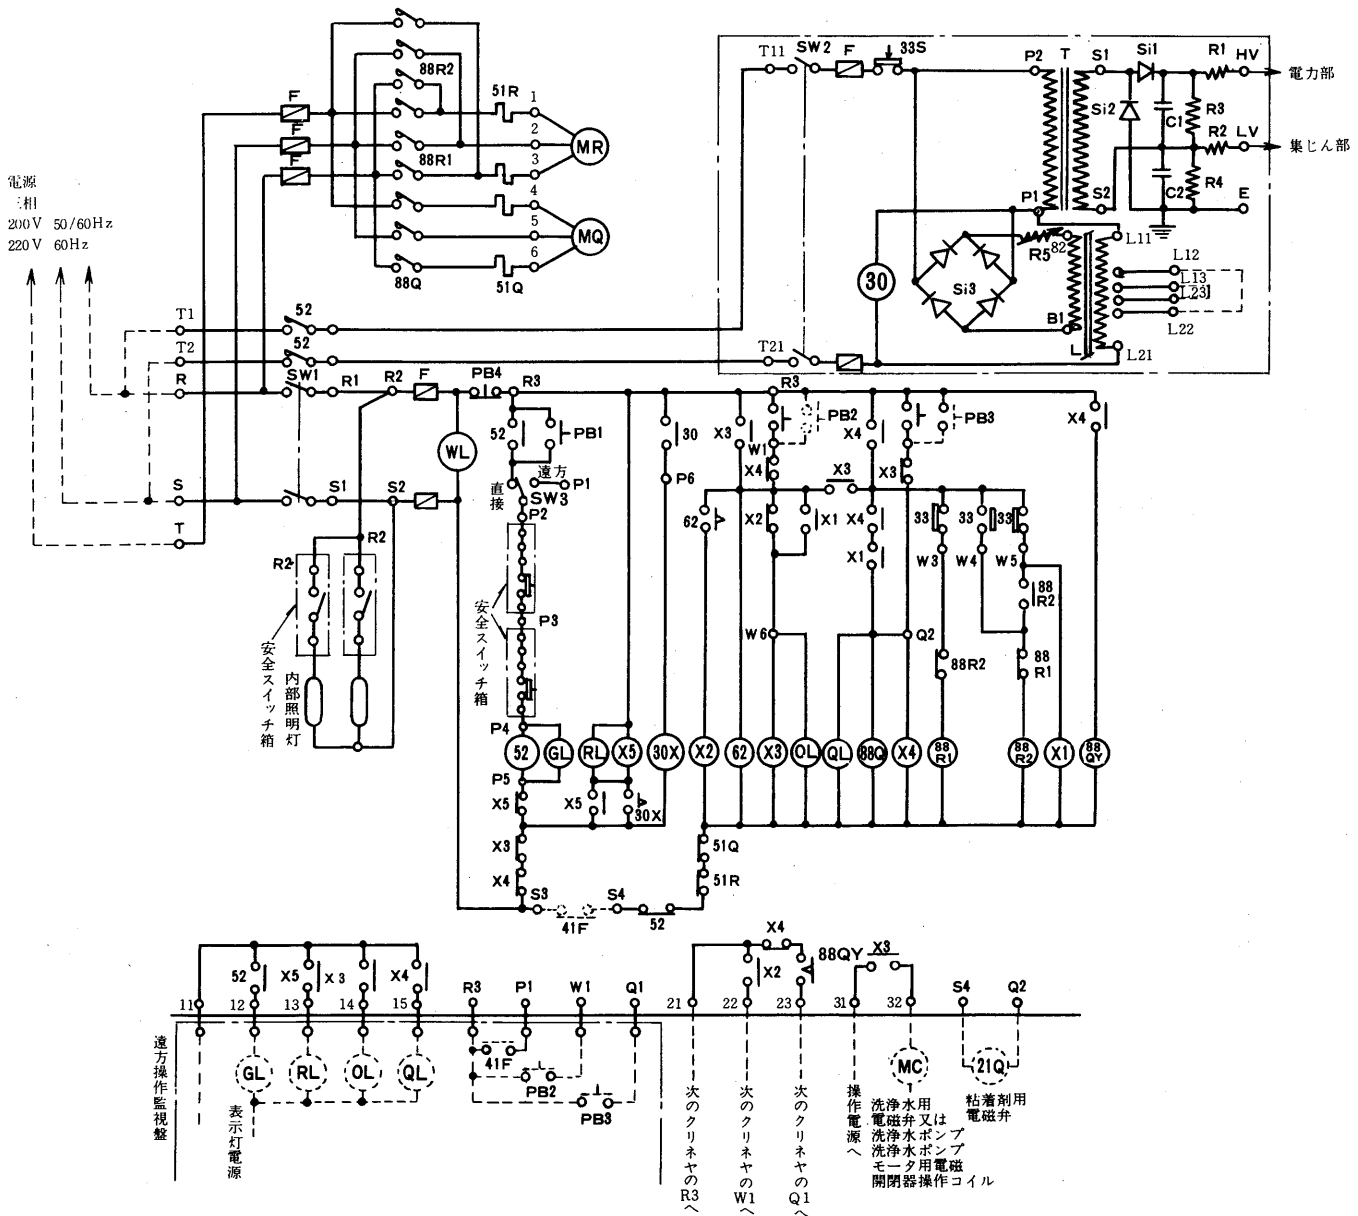 電源
三相
200V 50/60Hz
220V 60Hz
T1
T2
R
S
T
F
F
F
88R2
88R1
88Q
51R
51Q
1
2
3
4
5
6
MR
MQ
52
52
SW1
R1
R2
F
S1
S2
WL
PB4
R3
R2
R2
安全スイッチ箱
内部照明灯
T11
SW2
F
33S
P2
T
S1
Si1
R1
HV
電力部
Si2
C1
R3
R2
LV
集じん部
P1
S2
C2
R4
E
30
Si3
R5
82
B1
L
L11
L12
L13
L23
L22
L21
T21
52
PB1
遠方
直接
SW3
P1
P2
安全スイッチ箱
P3
P4
30
P6
X3
R3
W1
PB2
X4
X4
PB3
X3
X4
62
X2
X1
X3
X4
X1
33
W3
33
W4
33
W5
88
R2
W6
Q2
88R2
88
R1
52
GL
RL
X5
30X
X2
62
X3
OL
QL
88Q
X4
88
R1
88
R2
X1
88
QY
P5
X5
X5
30X
X3
X4
51Q
51R
S3
41F
S4
52
52
X5
X3
X4
11
12
13
14
15
R3
P1
W1
Q1
21
22
23
X4
X2
88QY
X3
31
32
S4
Q2
遠方操作監視盤
GL
RL
OL
QL
表示灯電源
41F
PB2
PB3
次のクリネヤのR3へ
次のクリネヤのW1へ
次のクリネヤのQ1へ
操作電源へ
MC
洗浄水用
電磁弁又は
洗浄水ポンプ
洗浄水ポンプ
モータ用電磁
開閉器操作コイル
21Q
粘着剤用
電磁弁